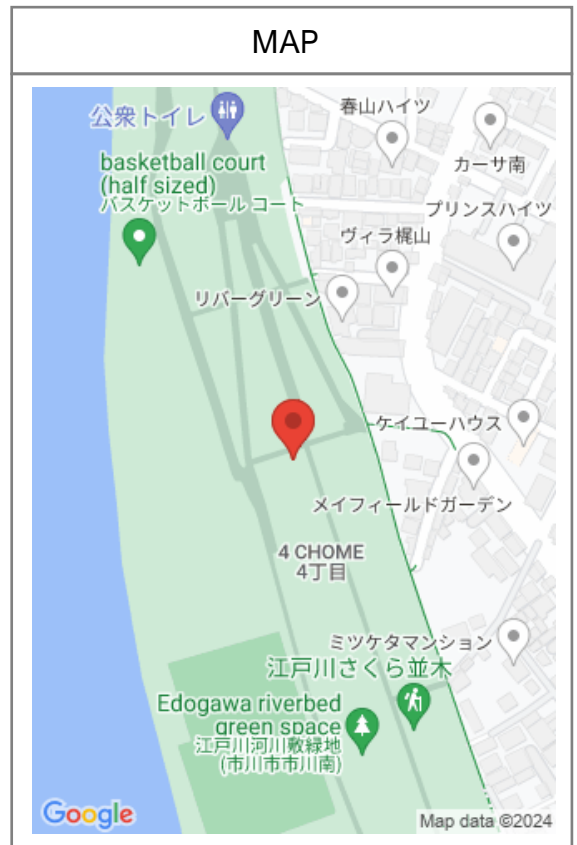 MAP
公衆トイレ
春山ハイツ
basketball court
(half sized)
バスケットボール コート
カーサ南
プリンスハイツ
ヴィラ梶山
リバーグリーン
ケイユーハウス
メイフィールドガーデン
4 CHOME
4丁目
ミツケタマンション
江戸川さくら並木
Edogawa riverbed
green space
江戸川河川敷緑地
(市川市市川南)
Google
Map data ©2024